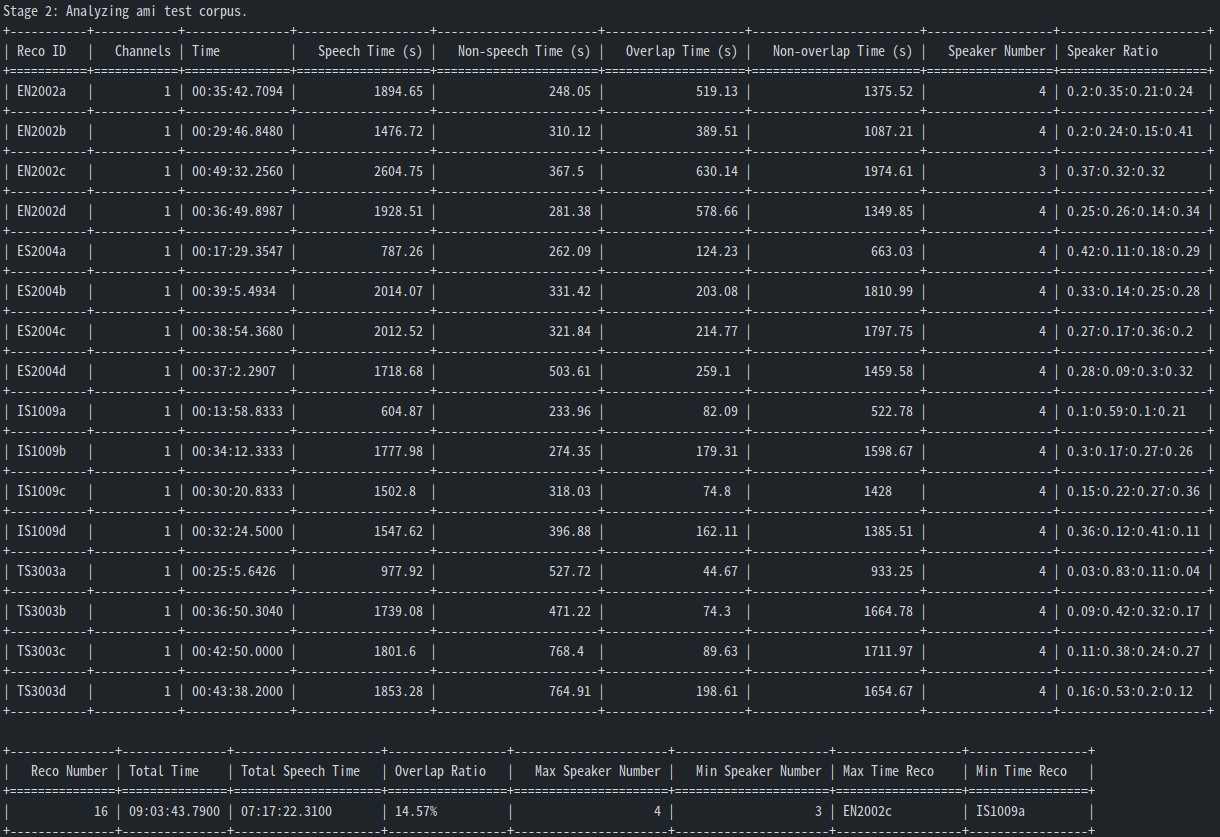 Stage 2: Analyzing ami test corpus.
+-----------+------------+---------------+-------------------+-----------------------+--------------------+------------------------+-----------------+---------------------+
| Reco ID | Channels | Time | Speech Time (s) | Non-speech Time (s) | Overlap Time (s) | Non-overlap Time (s) | Speaker Number | Speaker Ratio |
| EN2002a | 1 | 00:35:42.7094 | 1894.65 | 248.05 | 519.13 | 1375.52 | 4 | 0.2:0.35:0.21:0.24 |
| EN2002b | 1 | 00:29:46.8480 | 1476.72 | 310.12 | 389.51 | 1087.21 | 4 | 0.2:0.24:0.15:0.41 |
| EN2002c | 1 | 00:49:32.2560 | 2604.75 | 367.5 | 630.14 | 1974.61 | 3 | 0.37:0.32:0.32 |
| EN2002d | 1 | 00:36:49.8987 | 1928.51 | 281.38 | 578.66 | 1349.85 | 4 | 0.25:0.26:0.14:0.34 |
| ES2004a | 1 | 00:17:29.3547 | 787.26 | 262.09 | 124.23 | 663.03 | 4 | 0.42:0.11:0.18:0.29 |
| ES2004b | 1 | 00:39:5.4934 | 2014.07 | 331.42 | 203.08 | 1810.99 | 4 | 0.33:0.14:0.25:0.28 |
| ES2004c | 1 | 00:38:54.3680 | 2012.52 | 321.84 | 214.77 | 1797.75 | 4 | 0.27:0.17:0.36:0.2 |
| ES2004d | 1 | 00:37:2.2907 | 1718.68 | 503.61 | 259.1 | 1459.58 | 4 | 0.28:0.09:0.3:0.32 |
| IS1009a | 1 | 00:13:58.8333 | 604.87 | 233.96 | 82.09 | 522.78 | 4 | 0.1:0.59:0.1:0.21 |
| IS1009b | 1 | 00:34:12.3333 | 1777.98 | 274.35 | 179.31 | 1598.67 | 4 | 0.3:0.17:0.27:0.26 |
| IS1009c | 1 | 00:30:20.8333 | 1502.8 | 318.03 | 74.8 | 1428 | 4 | 0.15:0.22:0.27:0.36 |
| IS1009d | 1 | 00:32:24.5000 | 1547.62 | 396.88 | 162.11 | 1385.51 | 4 | 0.36:0.12:0.41:0.11 |
| TS3003a | 1 | 00:25:5.6426 | 977.92 | 527.72 | 44.67 | 933.25 | 4 | 0.03:0.83:0.11:0.04 |
| TS3003b | 1 | 00:36:50.3040 | 1739.08 | 471.22 | 74.3 | 1664.78 | 4 | 0.09:0.42:0.32:0.17 |
| TS3003c | 1 | 00:42:50.0000 | 1801.6 | 768.4 | 89.63 | 1711.97 | 4 | 0.11:0.38:0.24:0.27 |
| TS3003d | 1 | 00:43:38.2000 | 1853.28 | 764.91 | 198.61 | 1654.67 | 4 | 0.16:0.53:0.2:0.12 |
| Reco Number | Total Time | Total Speech Time | Overlap Ratio | Max Speaker Number | Min Speaker Number | Max Time Reco | Min Time Reco |
| 16 | 09:03:43.7900 | 07:17:22.3100 | 14.57% | 4 | 3 | EN2002c | IS1009a |